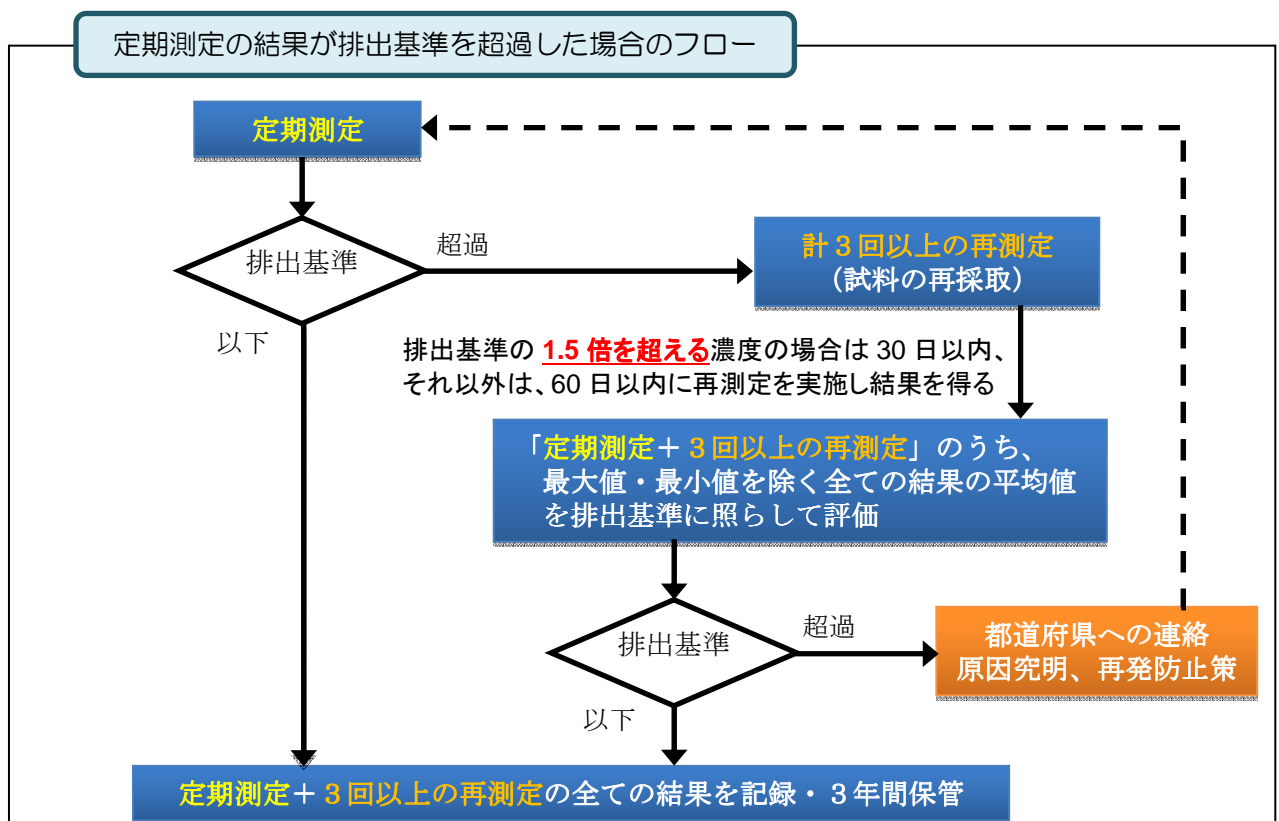 定期測定の結果が排出基準を超過した場合のフロー
定期測定
排出基準
超過
計３回以上の再測定
（試料の再採取）
以下
排出基準の 1.5 倍を超える濃度の場合は 30 日以内、
それ以外は、60 日以内に再測定を実施し結果を得る
「定期測定＋３回以上の再測定」のうち、
最大値・最小値を除く全ての結果の平均値
を排出基準に照らして評価
排出基準
超過
都道府県への連絡
原因究明、再発防止策
以下
定期測定＋３回以上の再測定の全ての結果を記録・３年間保管